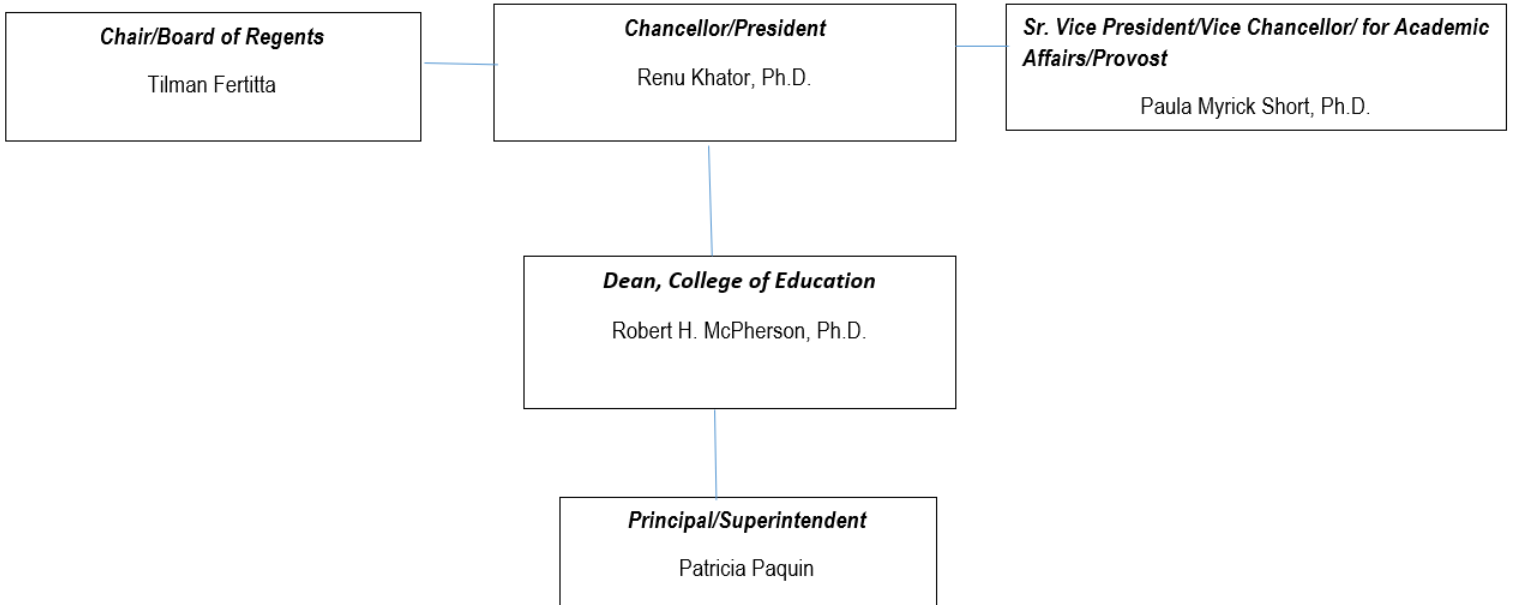 Chair/Board of Regents
Tilman Fertitta
Chancellor/President
Renu Khator, Ph.D.
Sr. Vice President/Vice Chancellor/ for Academic
Affairs/Provost
Paula Myrick Short, Ph.D.
Dean, College of Education
Robert H. McPherson, Ph.D.
Principal/Superintendent
Patricia Paquin